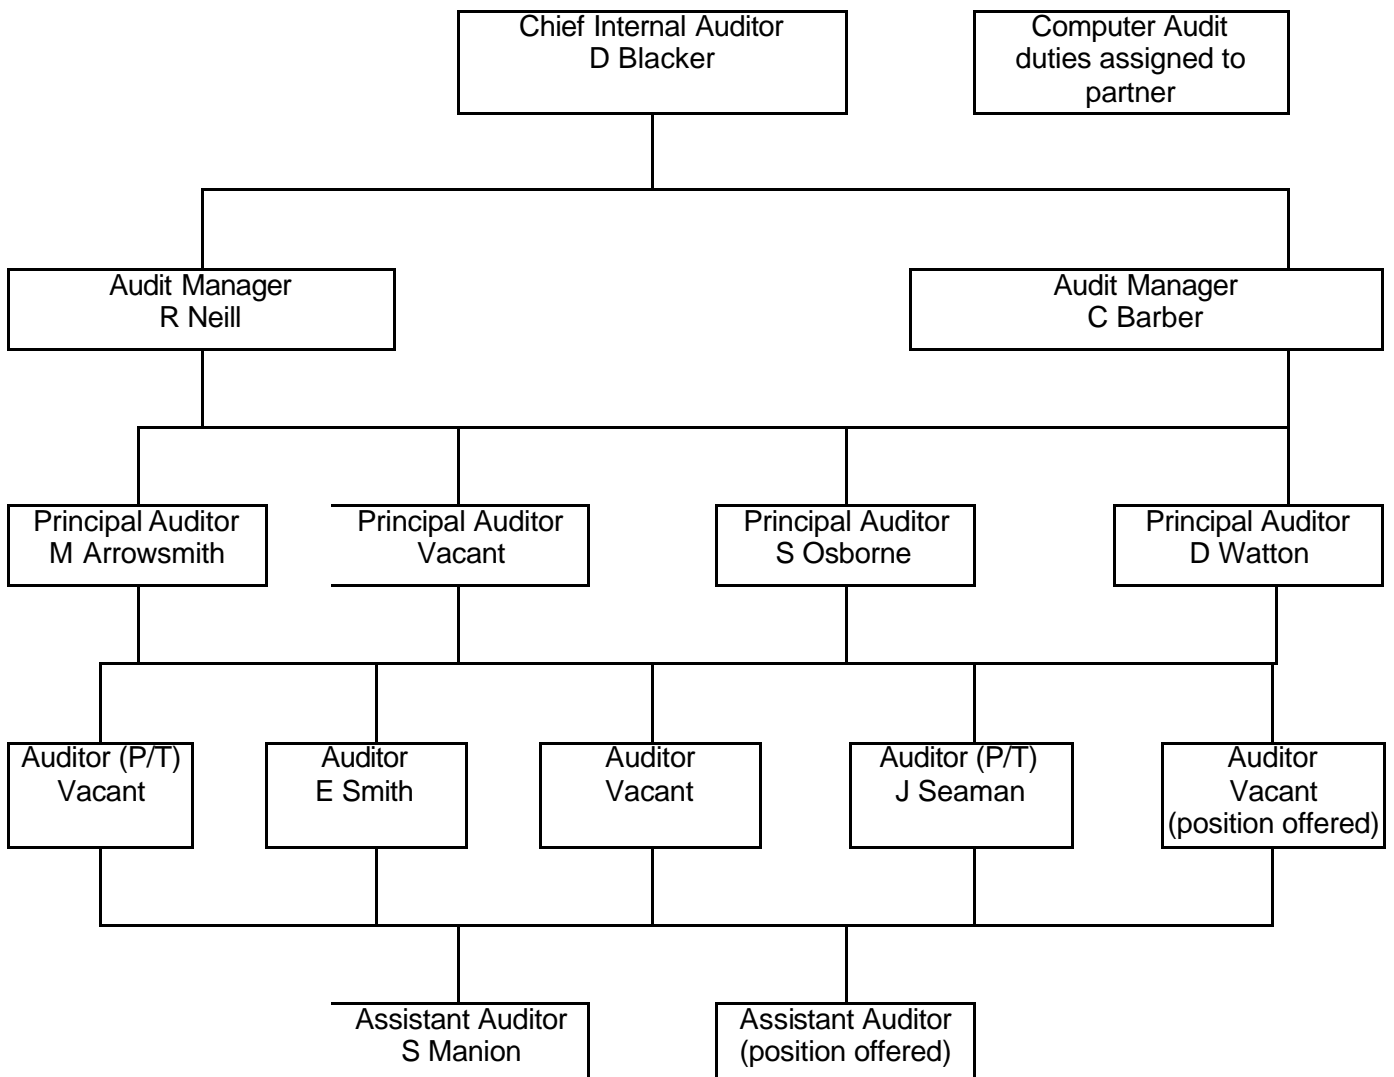 Chief Internal Auditor
D Blacker
Computer Audit
duties assigned to
partner
Audit Manager
R Neill
Audit Manager
C Barber
Principal Auditor
M Arrowsmith
Principal Auditor
Vacant
Principal Auditor
S Osborne
Principal Auditor
D Watton
Auditor (P/T)
Vacant
Auditor
E Smith
Auditor
Vacant
Auditor (P/T)
J Seaman
Auditor
Vacant
(position offered)
Assistant Auditor
S Manion
Assistant Auditor
(position offered)